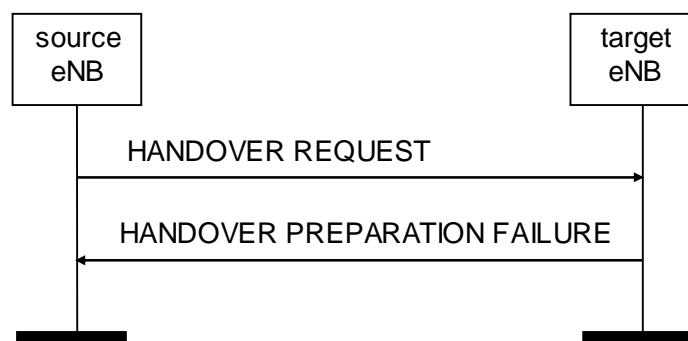 source
eNB
target
eNB
HANDOVER REQUEST
HANDOVER PREPARATION FAILURE